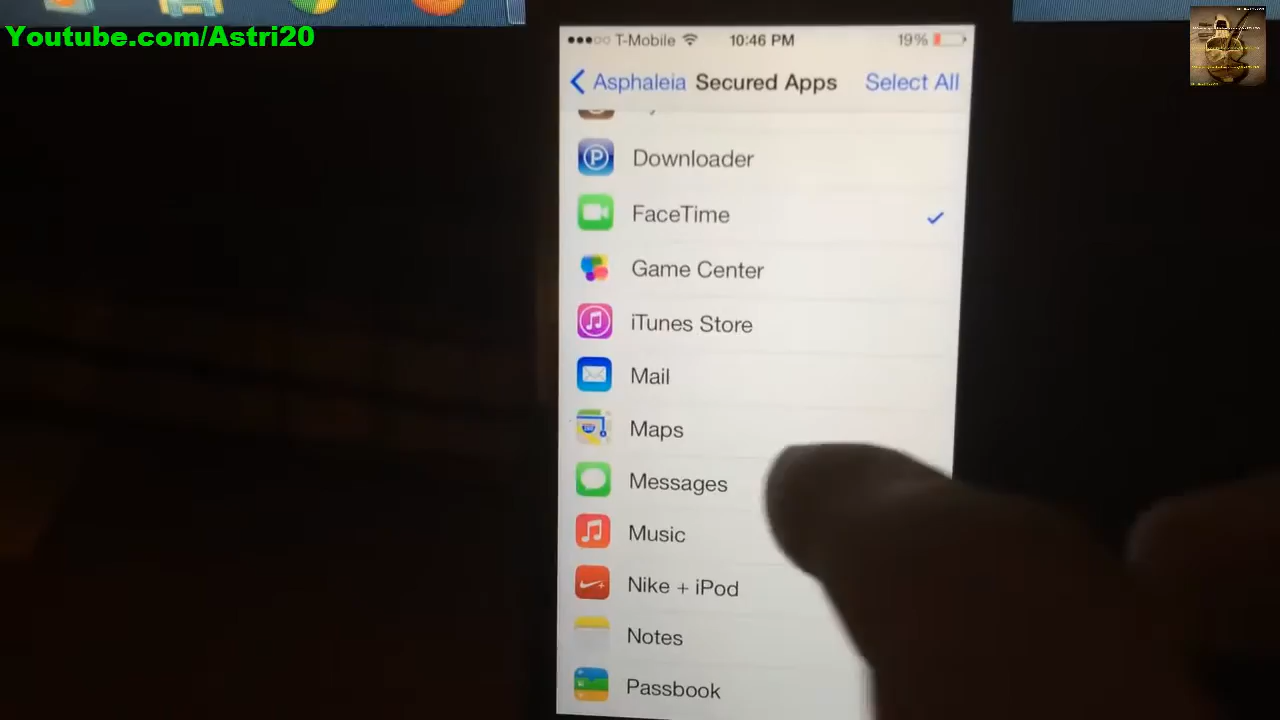 Youtube.com/Astri20
T-Mobile 10:46 PM 19%
Asphaleia Secured Apps Select All
Downloader
FaceTime
Game Center
iTunes Store
Mail
Maps
Messages
Music
Nike + iPod
Notes
Passbook